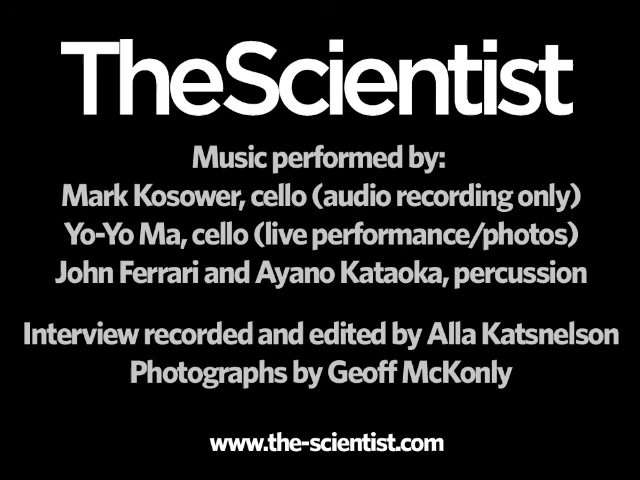 TheScientist
Music performed by:
Mark Kosower, cello (audio recording only)
Yo-Yo Ma, cello (live performance/photos)
John Ferrari and Ayano Kataoka, percussion
Interview recorded and edited by Alla Katsnelson
Photographs by Geoff McKonly
www.the-scientist.com